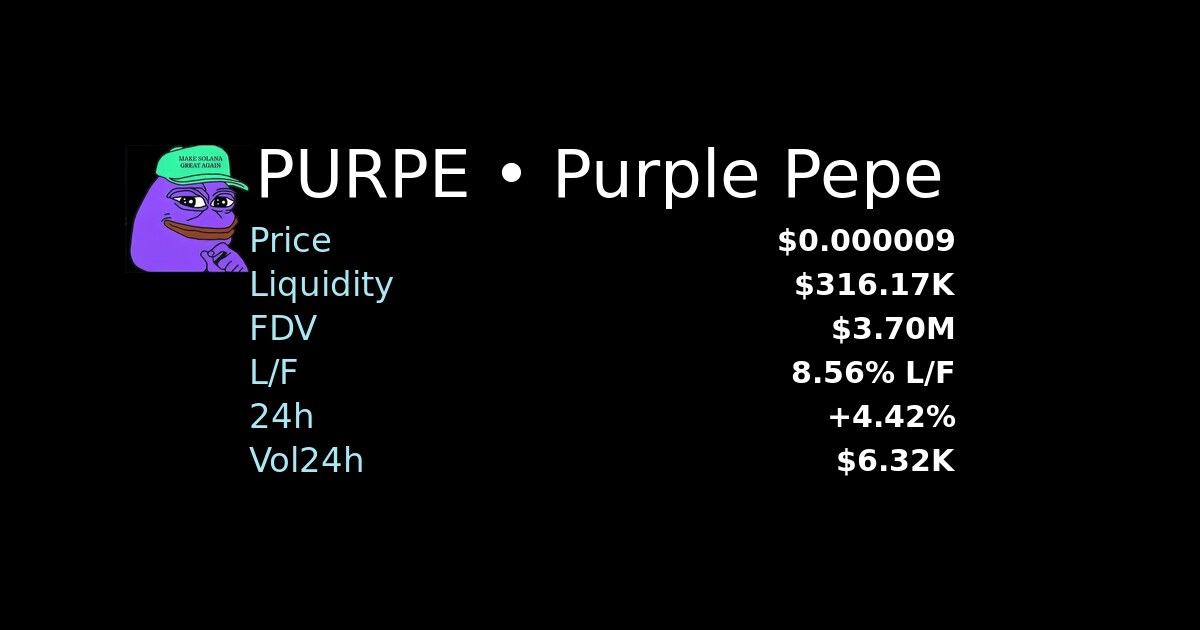 MAKE SOLANA
GREAT AGAIN
PURPE • Purple Pepe
Price $0.000009
Liquidity $316.17K
FDV $3.70M
L/F 8.56% L/F
24h +4.42%
Vol24h $6.32K